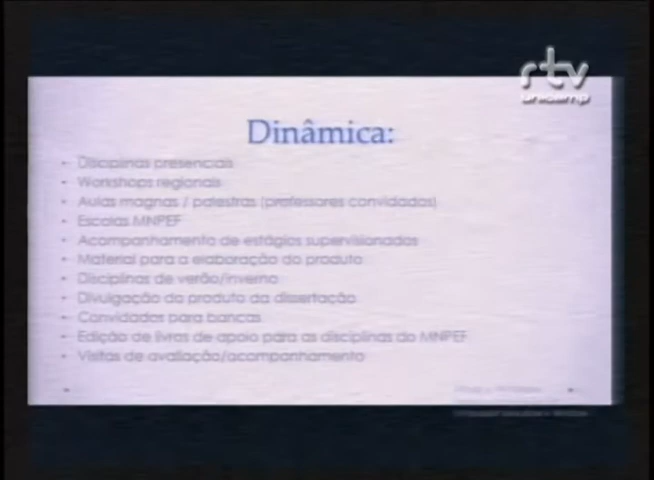 rtv
unicamp
Dinâmica:
- Disciplinas presenciais
- Workshops regionais
- Aulas magnas / palestras (professores convidados)
- Escolas MNPEF
- Acompanhamento de estágios supervisionados
- Material para a elaboração do produto
- Disciplinas de verão/inverno
- Divulgação do produto da dissertação
- Convidados para bancas
- Edição de livros de apoio para as disciplinas do MNPEF
- Visitas de avaliação/acompanhamento